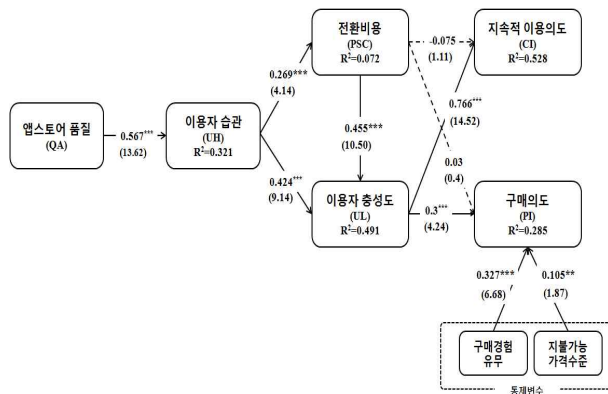 전환비용
(PSC)
R²=0.072
-0.075
(1.11)
지속적 이용의도
(CI)
R²=0.528
0.269***
(4.14)
0.766***
(14.52)
앱스토어 품질
(QA)
0.567***
(13.62)
이용자 습관
(UH)
R²=0.321
0.455***
(10.50)
0.03
(0.4)
0.424***
(9.14)
이용자 충성도
(UL)
R²=0.491
0.3***
(4.24)
구매의도
(PI)
R²=0.285
0.327***
(6.68)
0.105**
(1.87)
구매경험
유무
지불가능
가격수준
통제변수